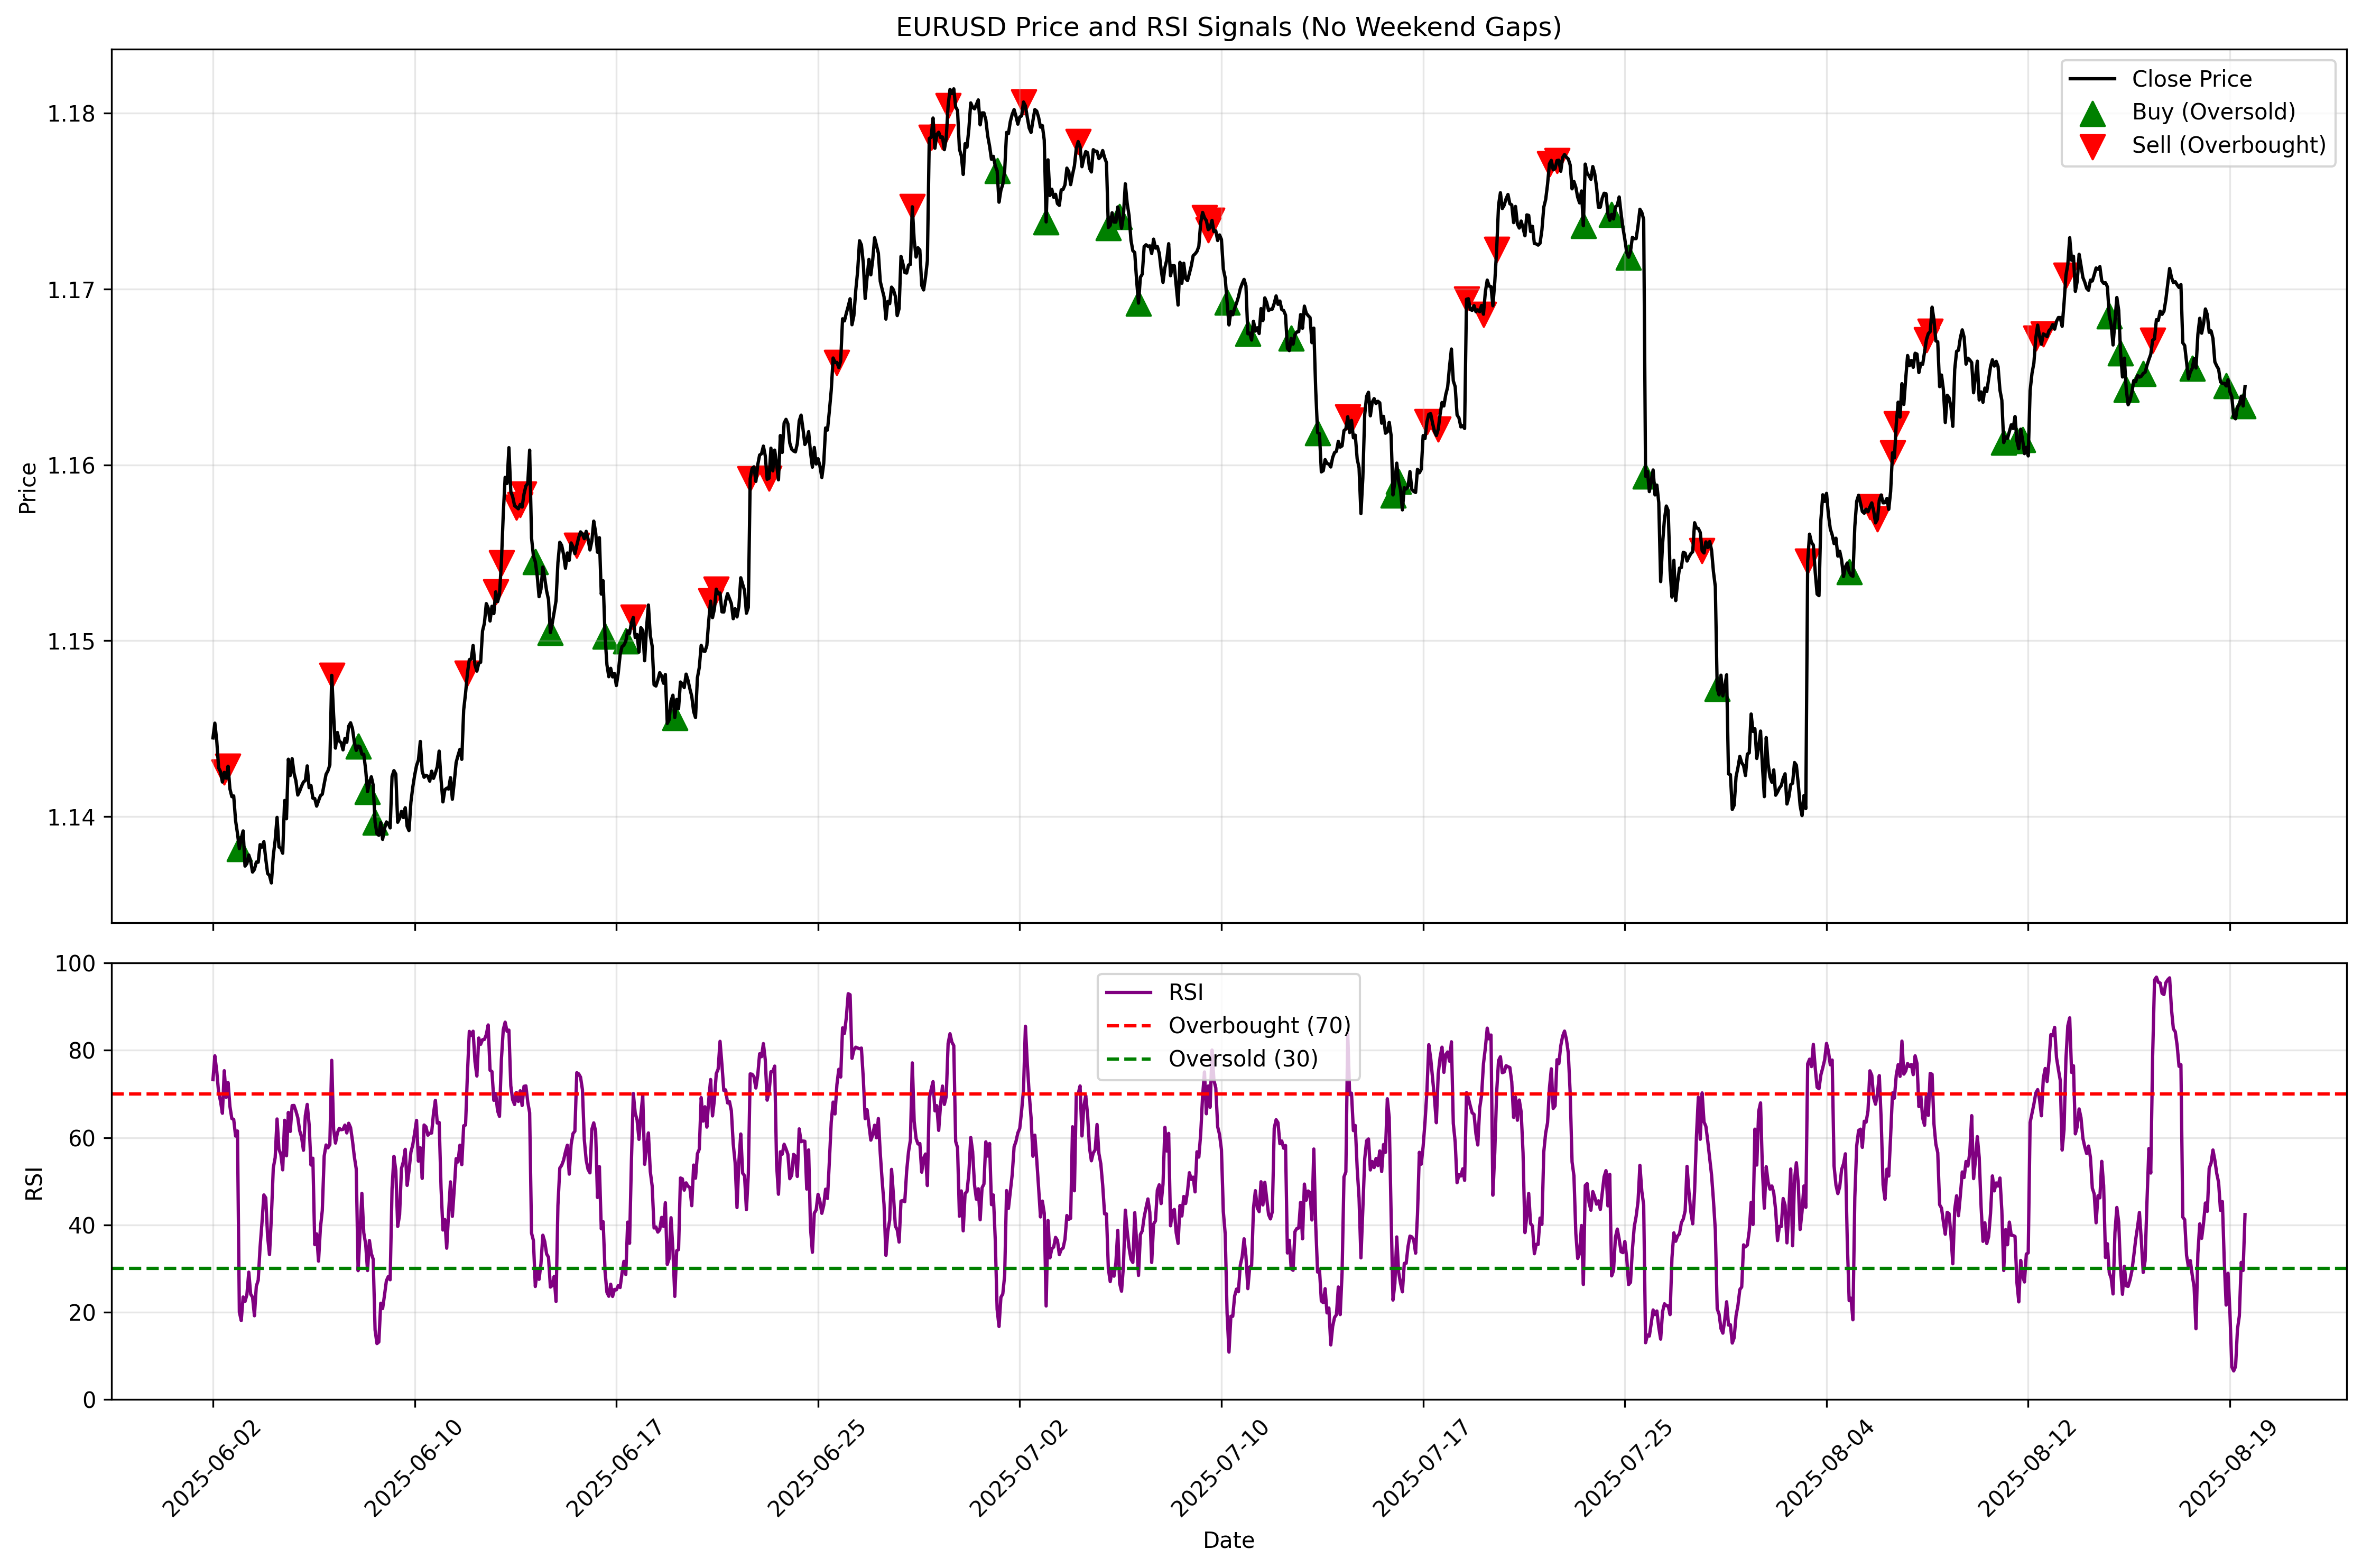 EURUSD Price and RSI Signals (No Weekend Gaps)
Close Price
Buy (Oversold)
Sell (Overbought)
Price
1.18
1.17
1.16
1.15
1.14
RSI
Overbought (70)
Oversold (30)
RSI
100
80
60
40
20
0
2025-06-02
2025-06-10
2025-06-17
2025-06-25
2025-07-02
2025-07-10
2025-07-17
2025-07-25
2025-08-04
2025-08-12
2025-08-19
Date